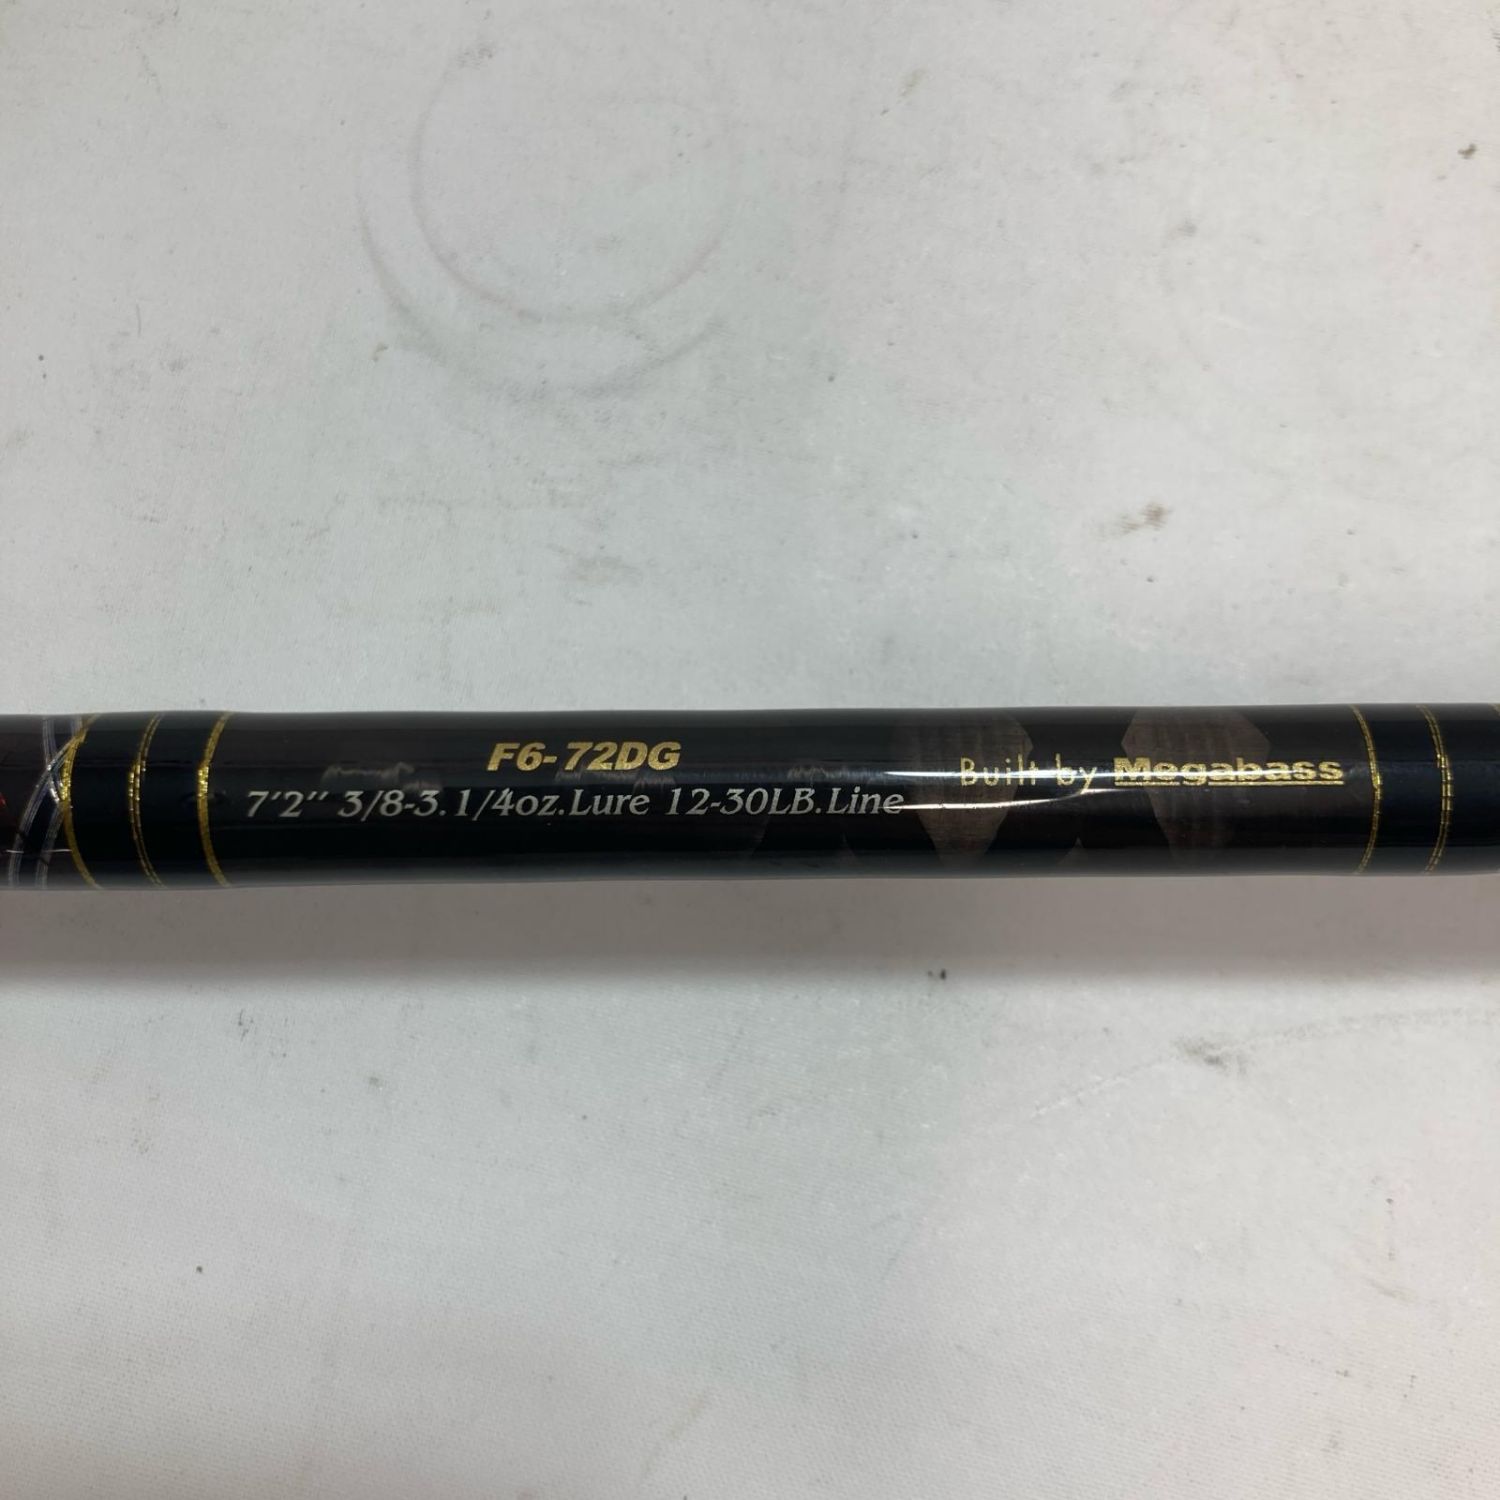 F6-72DG
7'2'' 3/8-3.1/4oz.Lure 12-30LB.Line
Built by Megabass